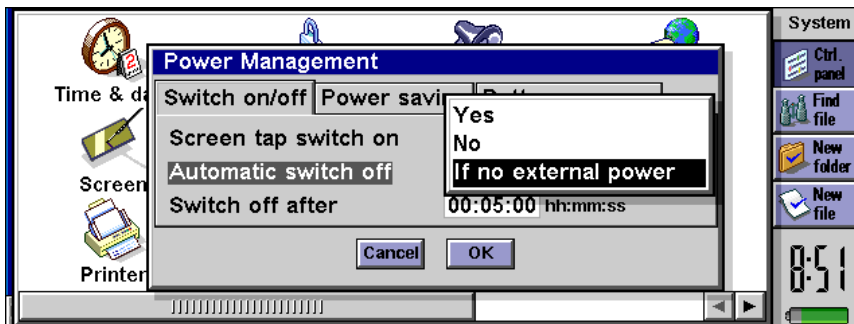 System
Ctrl.
panel
Find
file
New
folder
New
file
8:51
Time & da
Screen
Printer
Power Management
Switch on/off Power saving
Screen tap switch on
Automatic switch off
Switch off after 00:05:00 hh:mm:ss
Yes
No
If no external power
Cancel OK